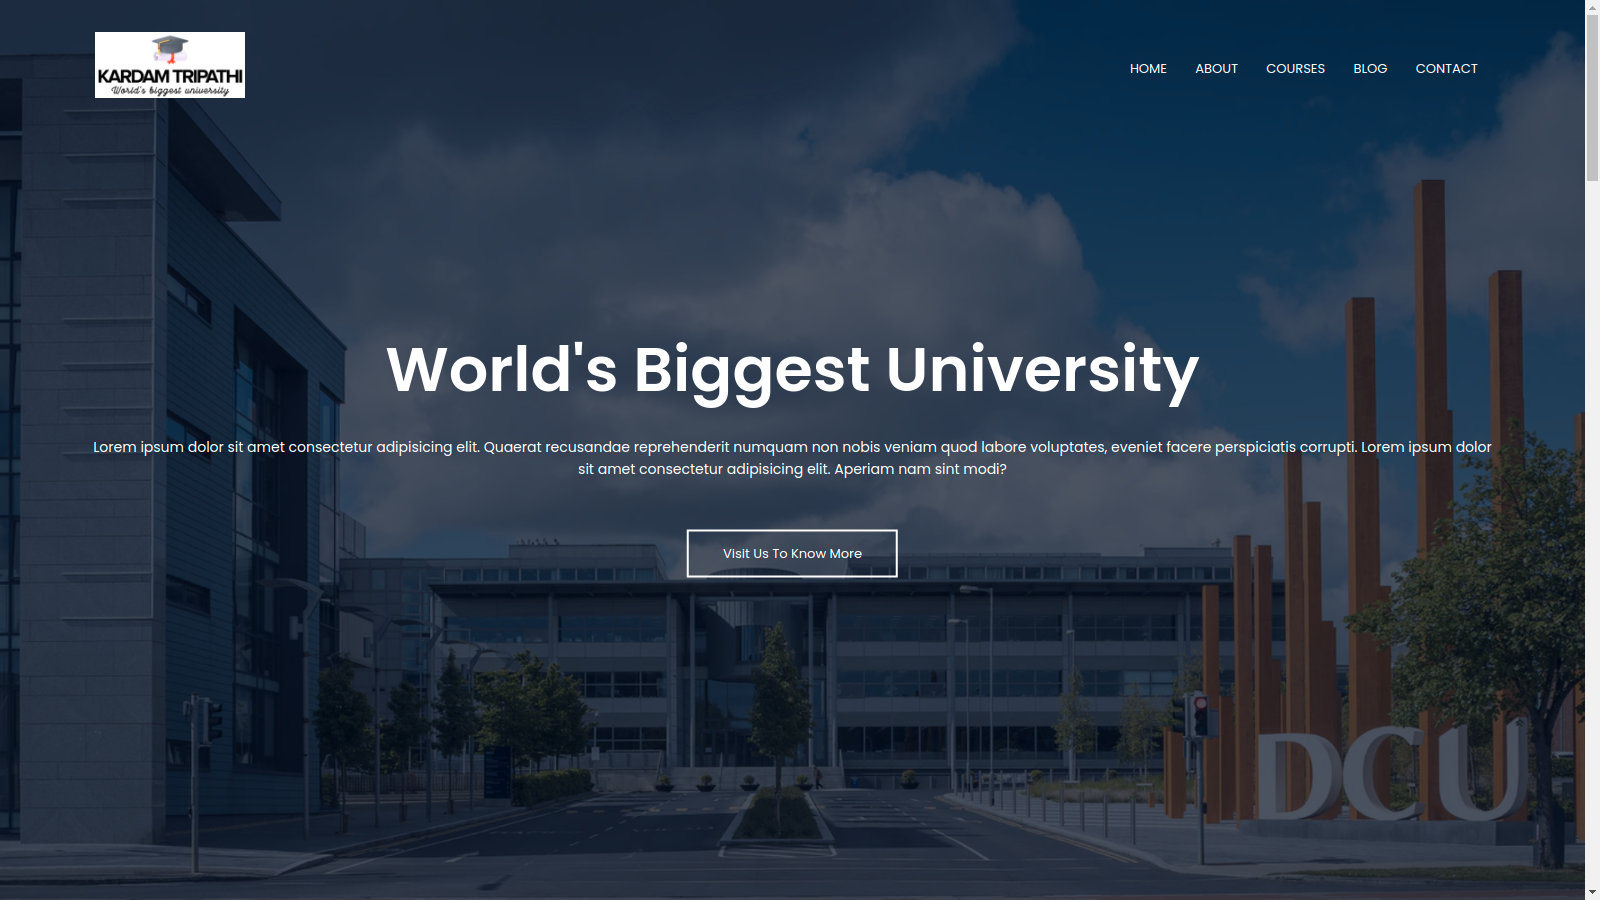 KARDAM TRIPATHI
World's biggest university
HOME ABOUT COURSES BLOG CONTACT
World's Biggest University
Lorem ipsum dolor sit amet consectetur adipisicing elit. Quaerat recusandae reprehenderit numquam non nobis veniam quod labore voluptates, eveniet facere perspiciatis corrupti. Lorem ipsum dolor
sit amet consectetur adipisicing elit. Aperiam nam sint modi?
Visit Us To Know More
DCU